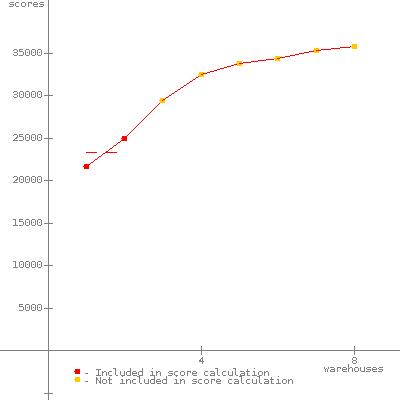 scores
35000
30000
25000
20000
15000
10000
5000
4
8
warehouses
- Included in score calculation
- Not included in score calculation